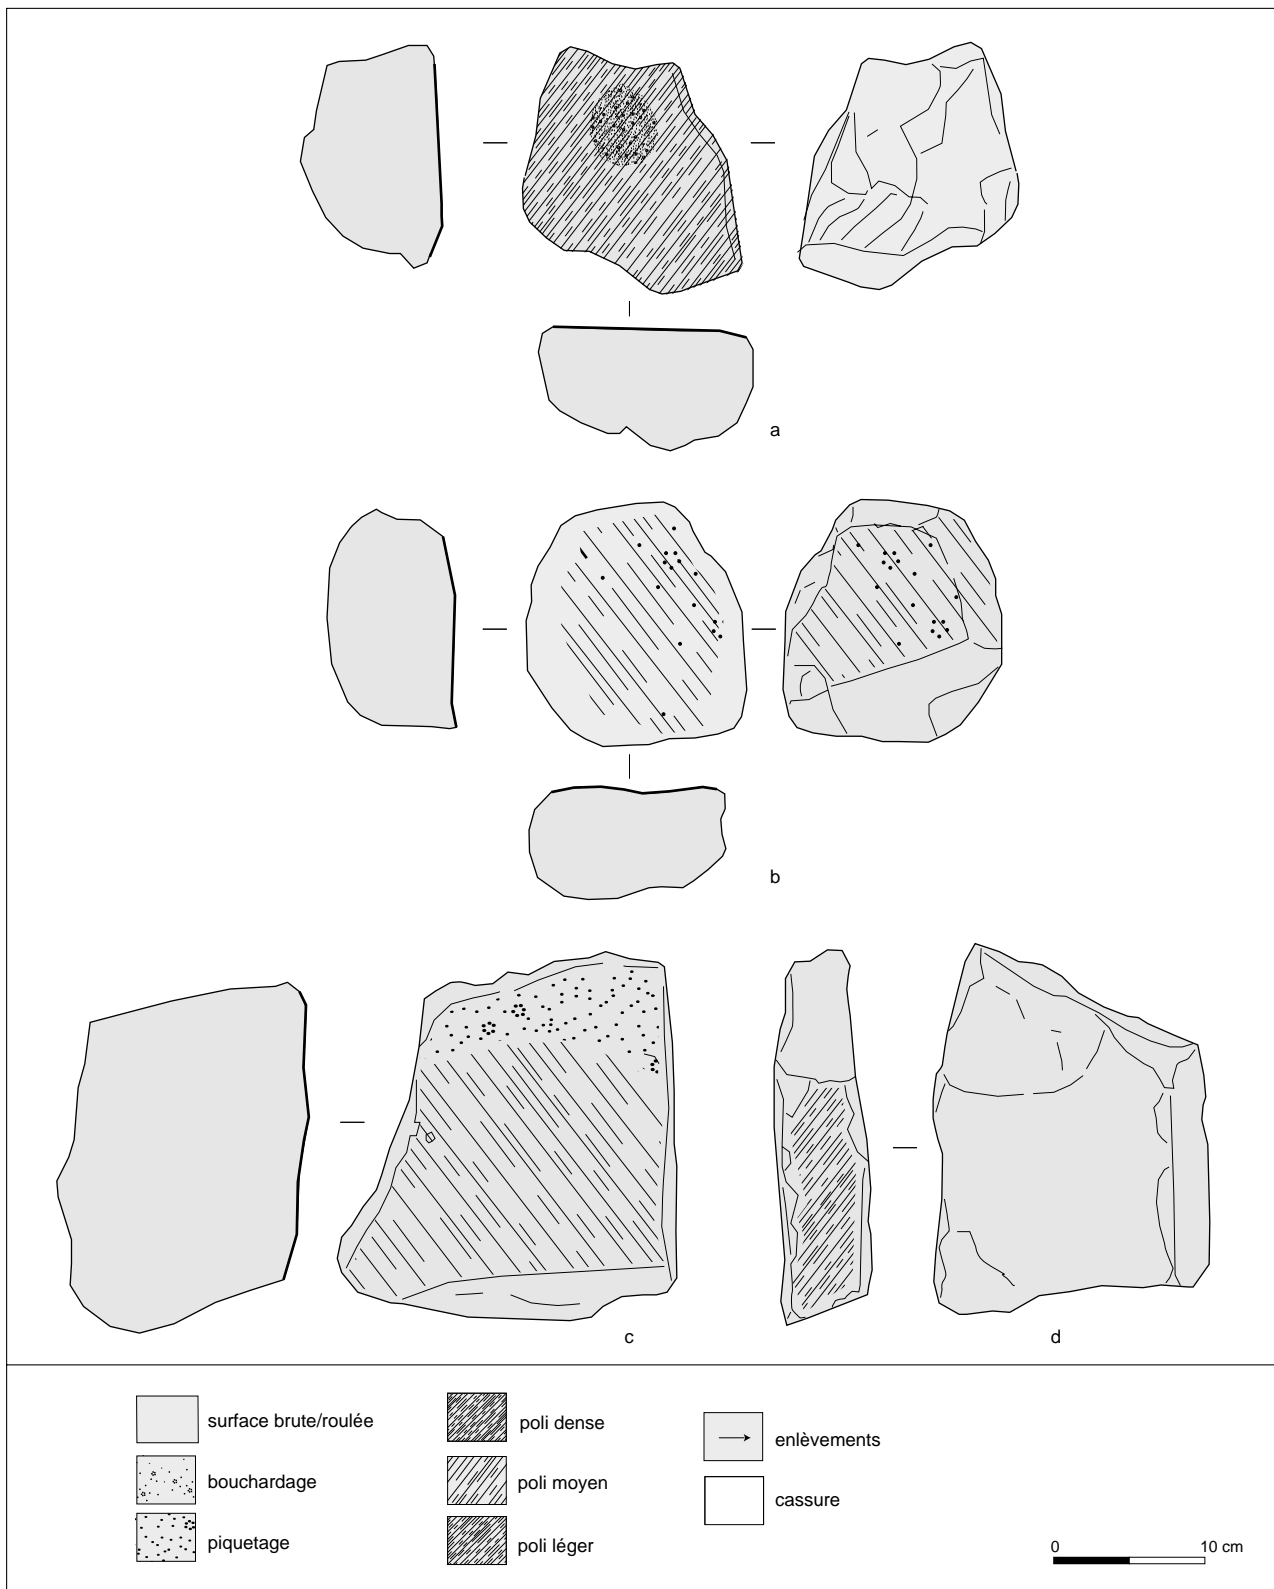 a
b
c
d
surface brute/roulée
bouchardage
piquetage
poli dense
poli moyen
poli léger
enlèvements
cassure
0 10 cm